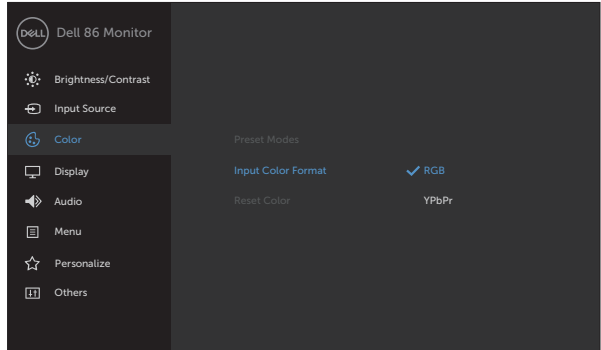 DELL Dell 86 Monitor
Brightness/Contrast
Input Source
Color
Preset Modes
Input Color Format RGB
Display
Reset Color YPbPr
Audio
Menu
Personalize
Others